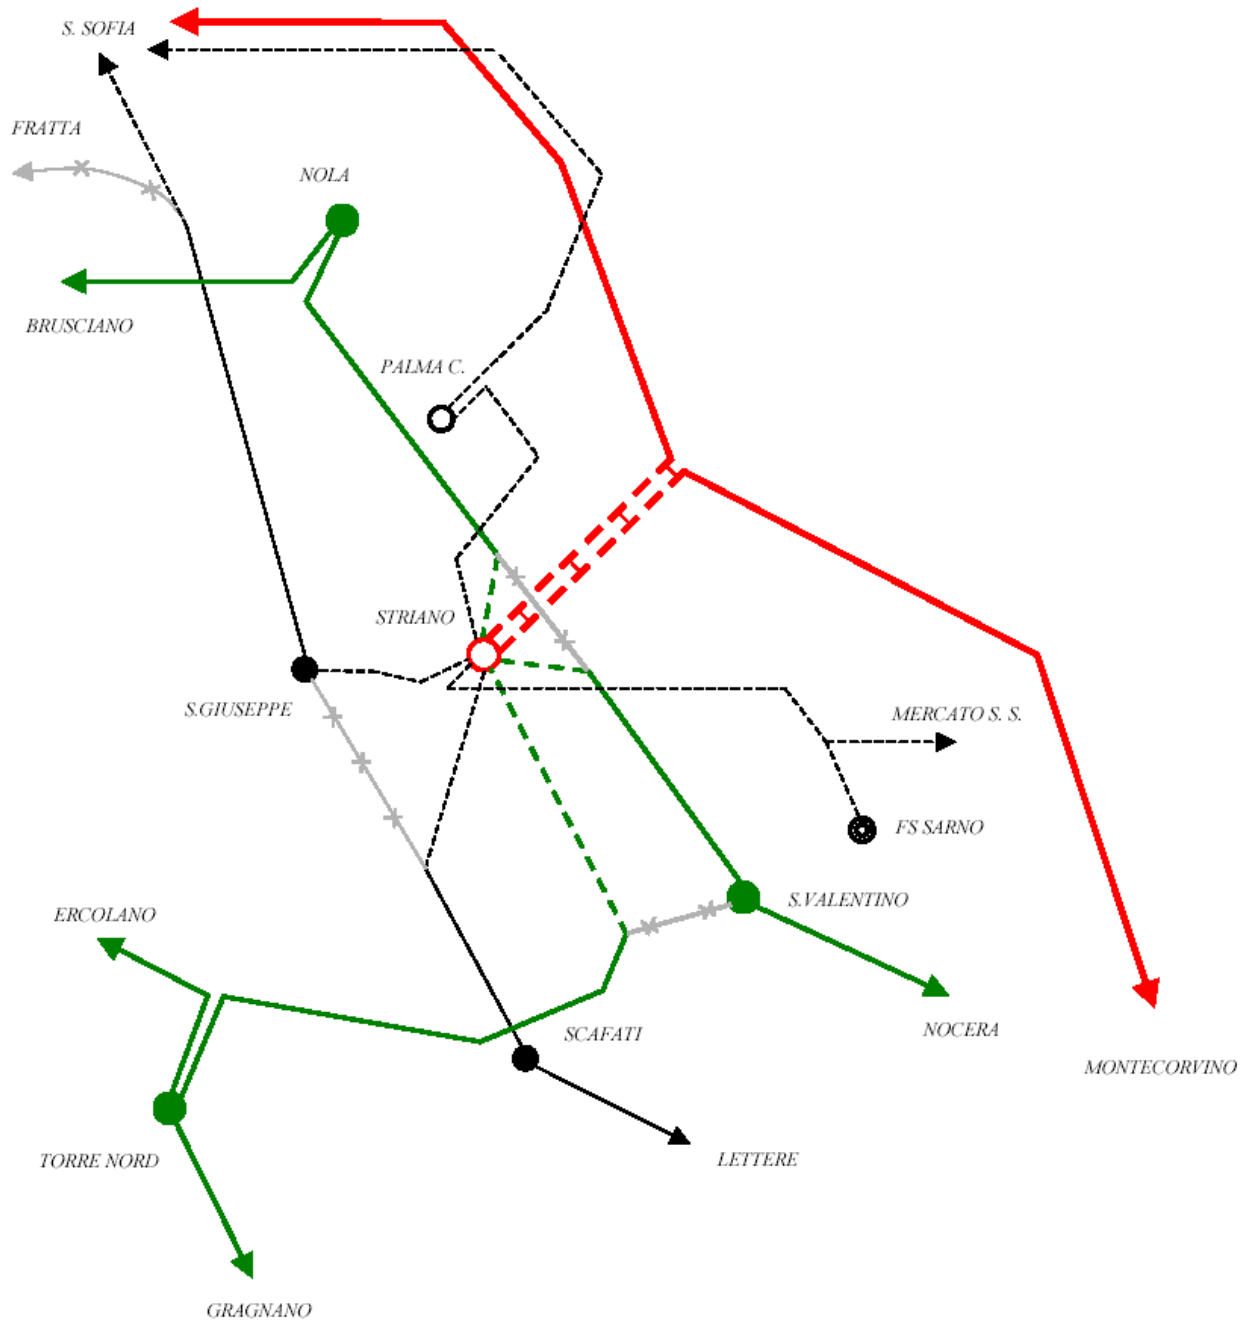 S. SOFIA
FRATTA
NOLA
BRUSCIANO
PALMA C.
STRIANO
S.GIUSEPPE
MERCATO S. S.
FS SARNO
S.VALENTINO
ERCOLANO
SCAFATI
NOCERA
MONTECORVINO
TORRE NORD
LETTERE
GRAGNANO